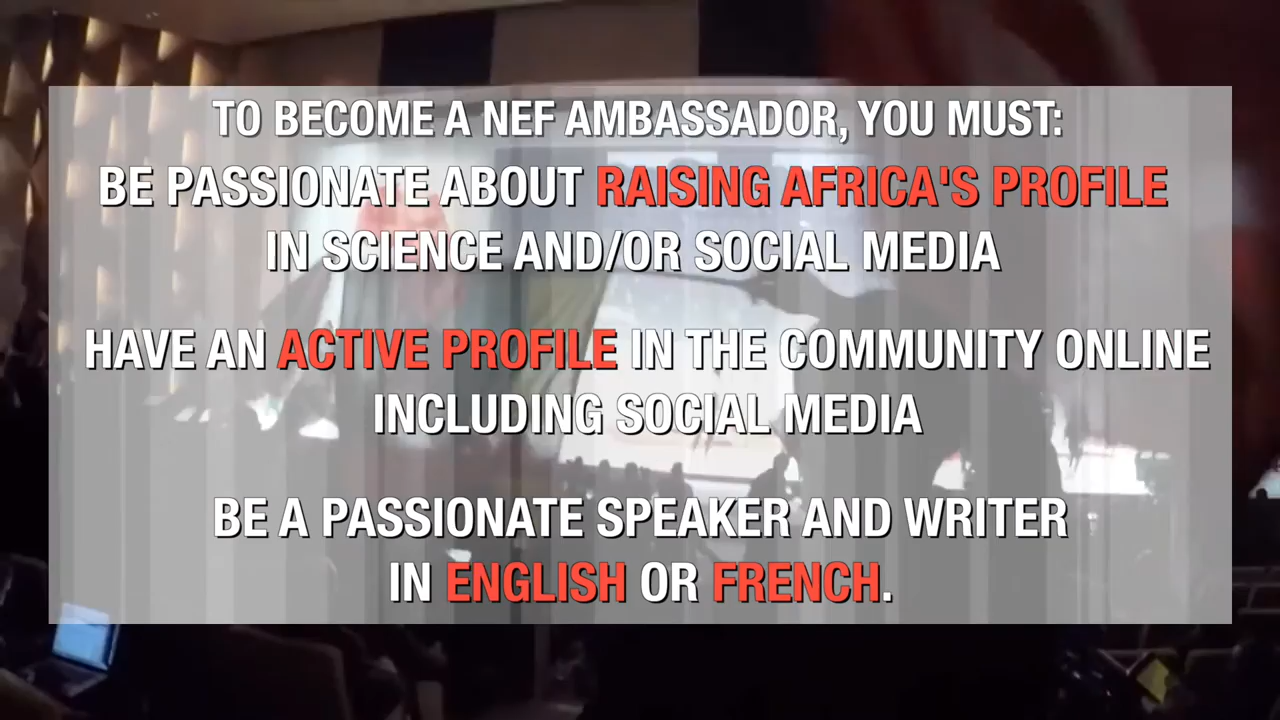 TO BECOME A NEF AMBASSADOR, YOU MUST:
BE PASSIONATE ABOUT RAISING AFRICA'S PROFILE
IN SCIENCE AND/OR SOCIAL MEDIA
HAVE AN ACTIVE PROFILE IN THE COMMUNITY ONLINE
INCLUDING SOCIAL MEDIA
BE A PASSIONATE SPEAKER AND WRITER
IN ENGLISH OR FRENCH.